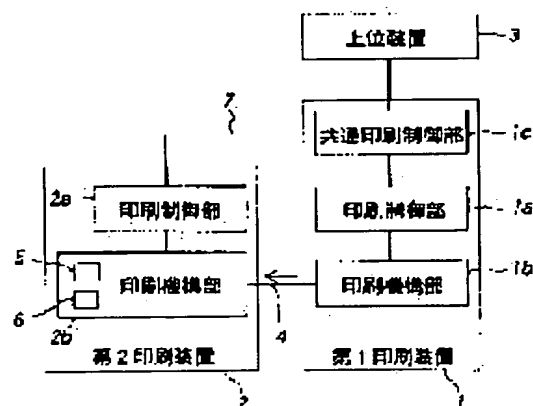 上位装置 3
7 共通印刷制御部 1c
2a 印刷制御部 印刷制御部 1a
5 印刷機構部 印刷機構部 1b
6
2b 4
第2印刷装置 第1印刷装置
2 1